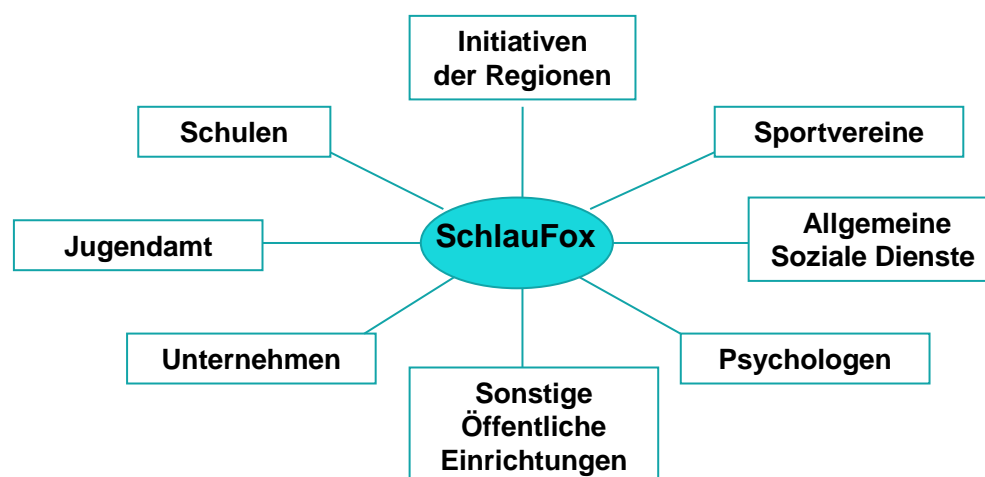 Initiativen
der Regionen
Schulen
Sportvereine
SchlauFox
Jugendamt
Allgemeine
Soziale Dienste
Unternehmen
Psychologen
Sonstige
Öffentliche
Einrichtungen